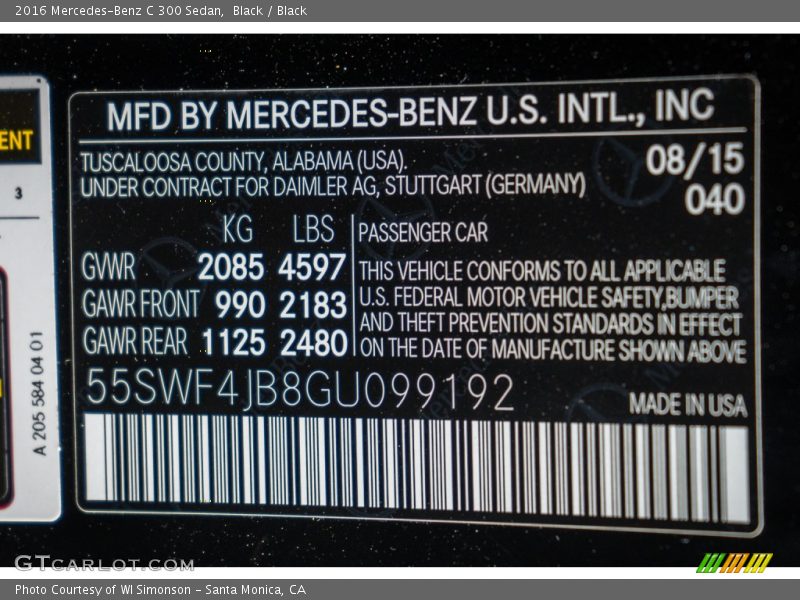 2016 Mercedes-Benz C 300 Sedan, Black / Black
MFD BY MERCEDES-BENZ U.S. INTL., INC
TUSCALOOSA COUNTY, ALABAMA (USA).
UNDER CONTRACT FOR DAIMLER AG, STUTTGART (GERMANY)
08/15
040
KG LBS
GVWR 2085 4597
GAWR FRONT 990 2183
GAWR REAR 1125 2480
PASSENGER CAR
THIS VEHICLE CONFORMS TO ALL APPLICABLE
U.S. FEDERAL MOTOR VEHICLE SAFETY,BUMPER
AND THEFT PREVENTION STANDARDS IN EFFECT
ON THE DATE OF MANUFACTURE SHOWN ABOVE
55SWF4JB8GU099192
MADE IN USA
ENT
3
A 205 584 04 01
GTCARLOT.COM
Photo Courtesy of WI Simonson - Santa Monica, CA